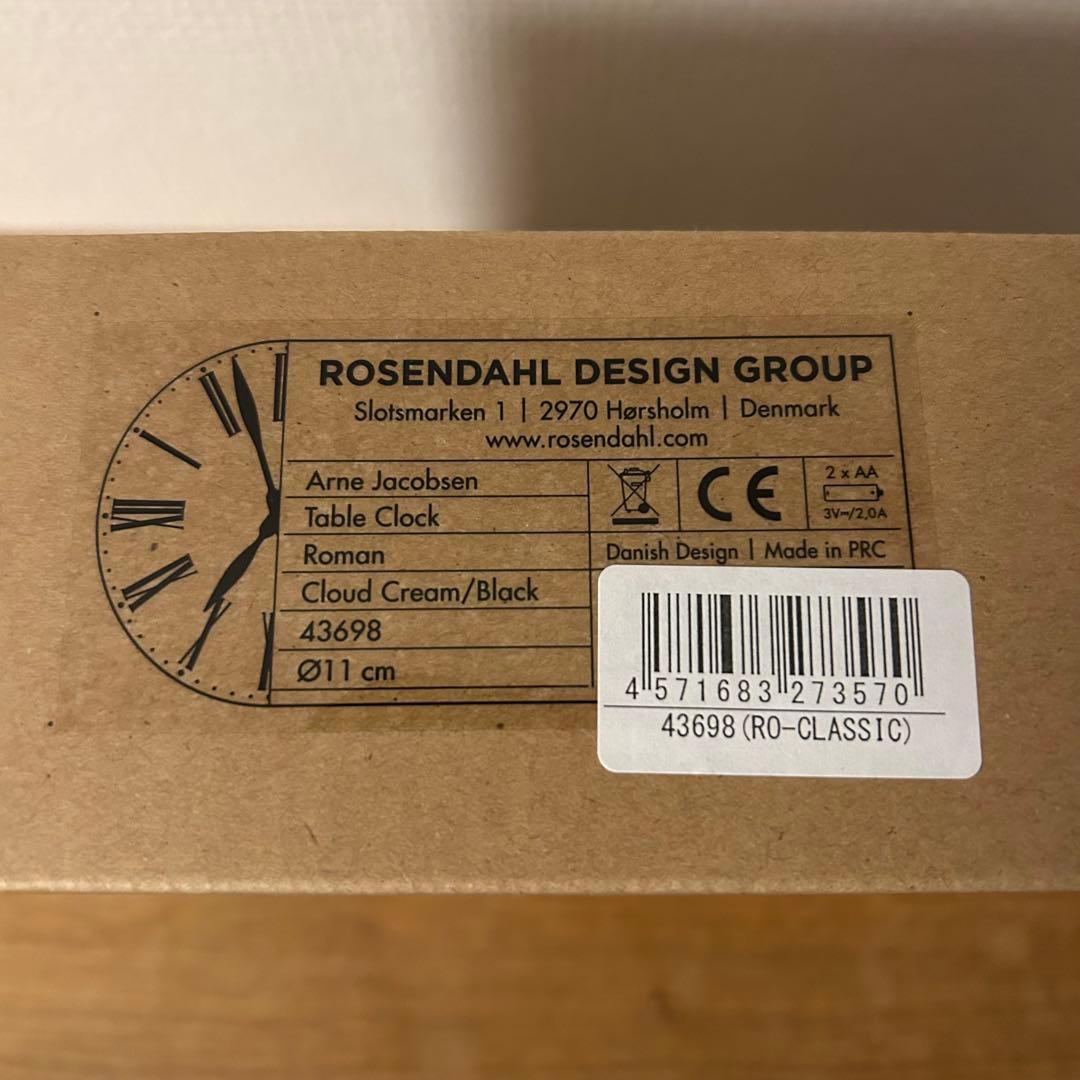 ROSENDAHL DESIGN GROUP
Slotsmarken 1 | 2970 Hørsholm | Denmark
www.rosendahl.com
Arne Jacobsen
Table Clock
Roman
Cloud Cream/Black
43698
Ø11 cm
CE
2 x AA
3V⎓/2,0A
Danish Design | Made in PRC
4 571683 273570
43698(RO-CLASSIC)